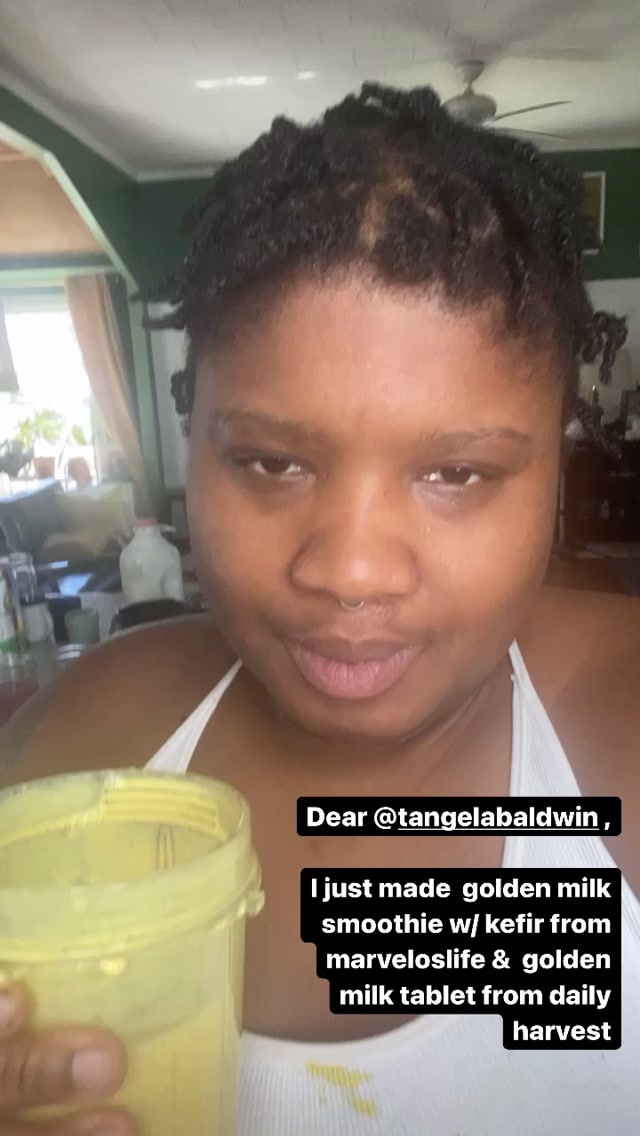 Dear @tangelabaldwin ,
I just made golden milk
smoothie w/ kefir from
marveloslife & golden
milk tablet from daily
harvest